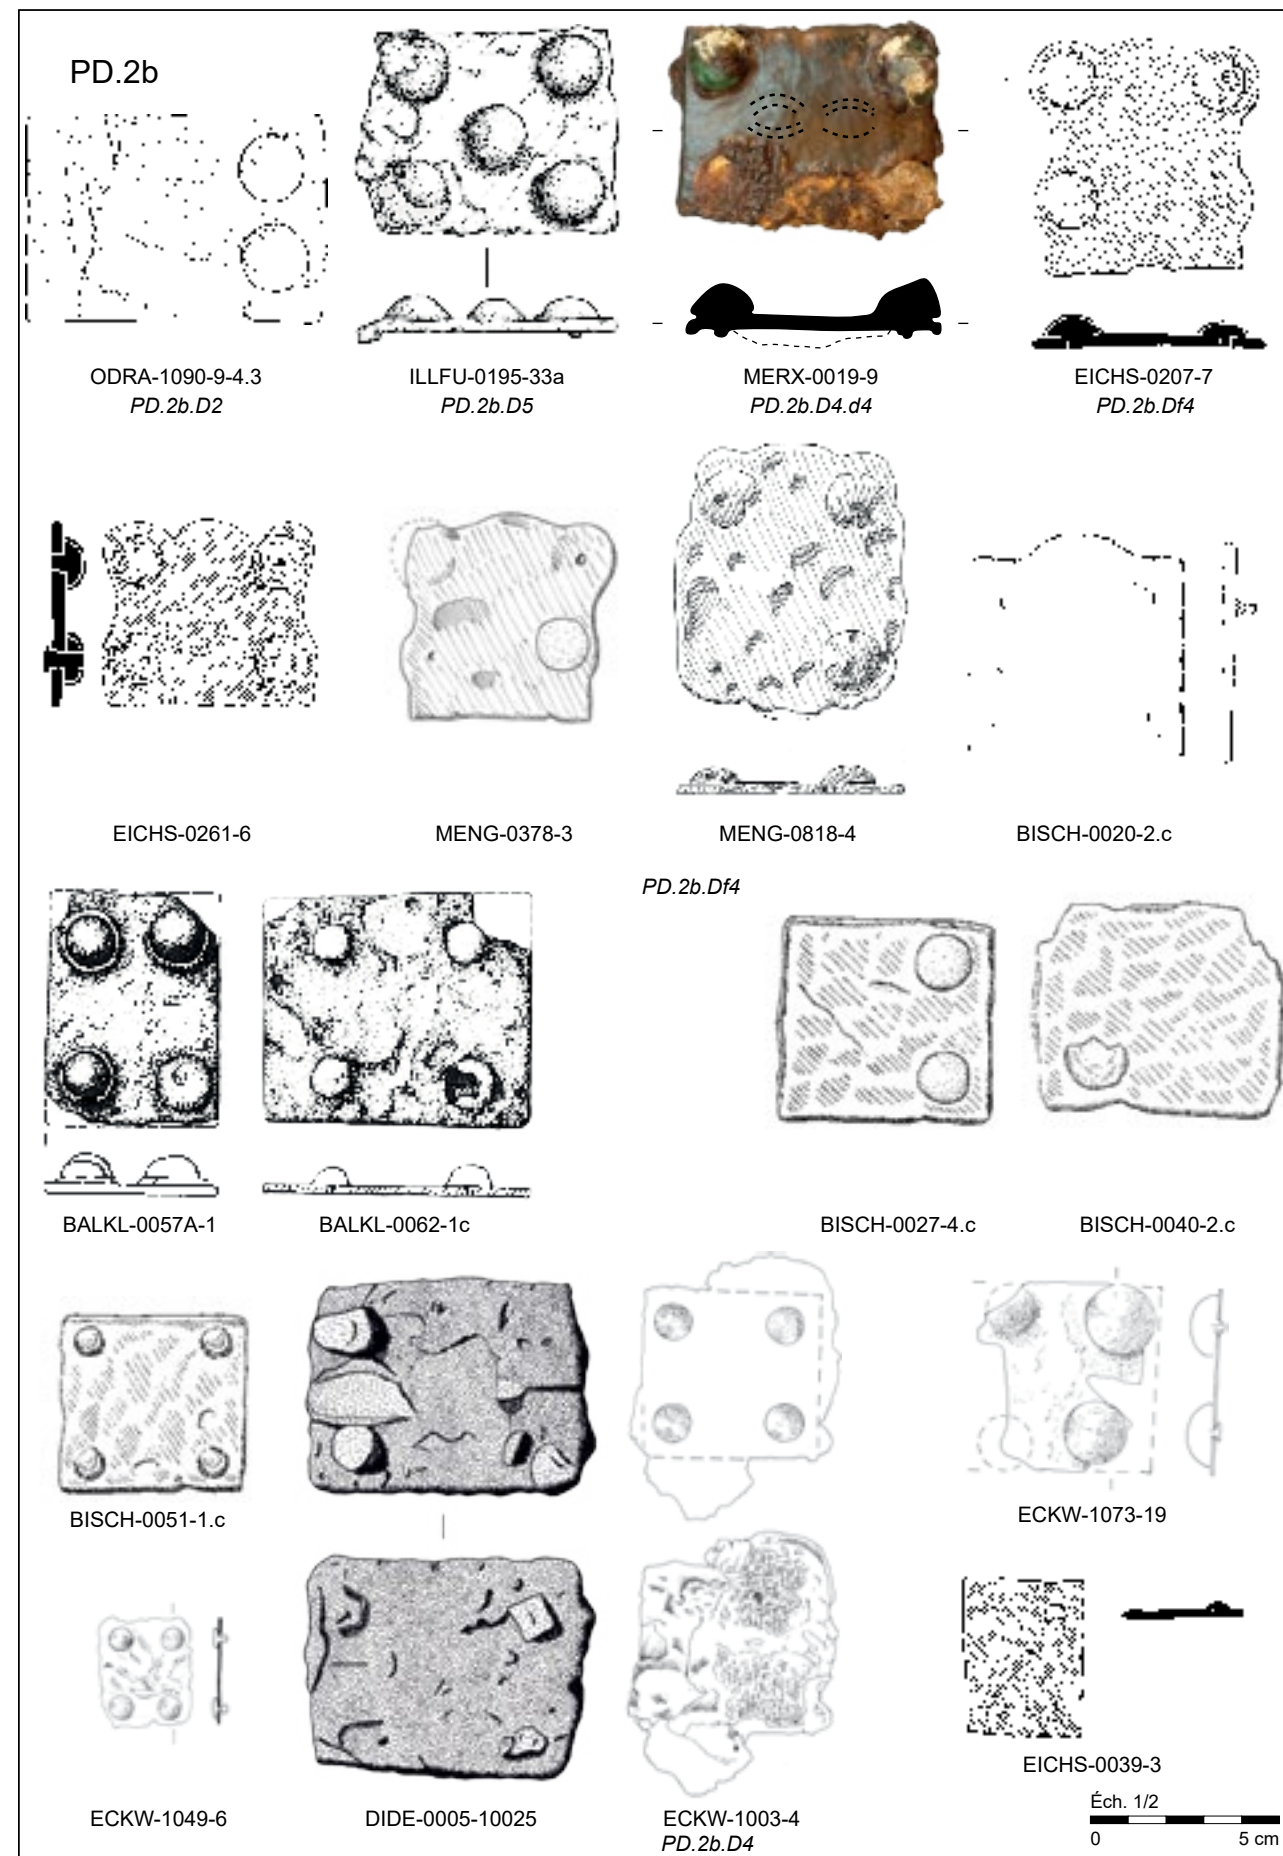 PD.2b
ODRA-1090-9-4.3
PD.2b.D2
ILLFU-0195-33a
PD.2b.D5
MERX-0019-9
PD.2b.D4.d4
EICHS-0207-7
PD.2b.Df4
EICHS-0261-6
MENG-0378-3
MENG-0818-4
BISCH-0020-2.c
PD.2b.Df4
BALKL-0057A-1
BALKL-0062-1c
BISCH-0027-4.c
BISCH-0040-2.c
BISCH-0051-1.c
ECKW-1073-19
EICHS-0039-3
ECKW-1049-6
DIDE-0005-10025
ECKW-1003-4
PD.2b.D4
Éch. 1/2
0 5 cm